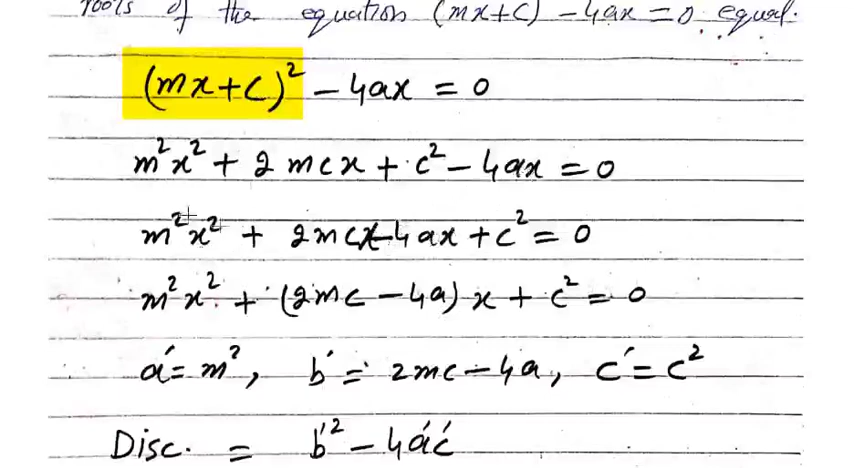 roots of the equation (mx+c) - 4ax = 0 equal.
(mx+c)² - 4ax = 0
m²x² + 2mcx + c² - 4ax = 0
m²x² + 2mcx - 4ax + c² = 0
m²x² + (2mc - 4a)x + c² = 0
a' = m², b' = 2mc - 4a, c' = c²
Disc. = b'² - 4a'c'